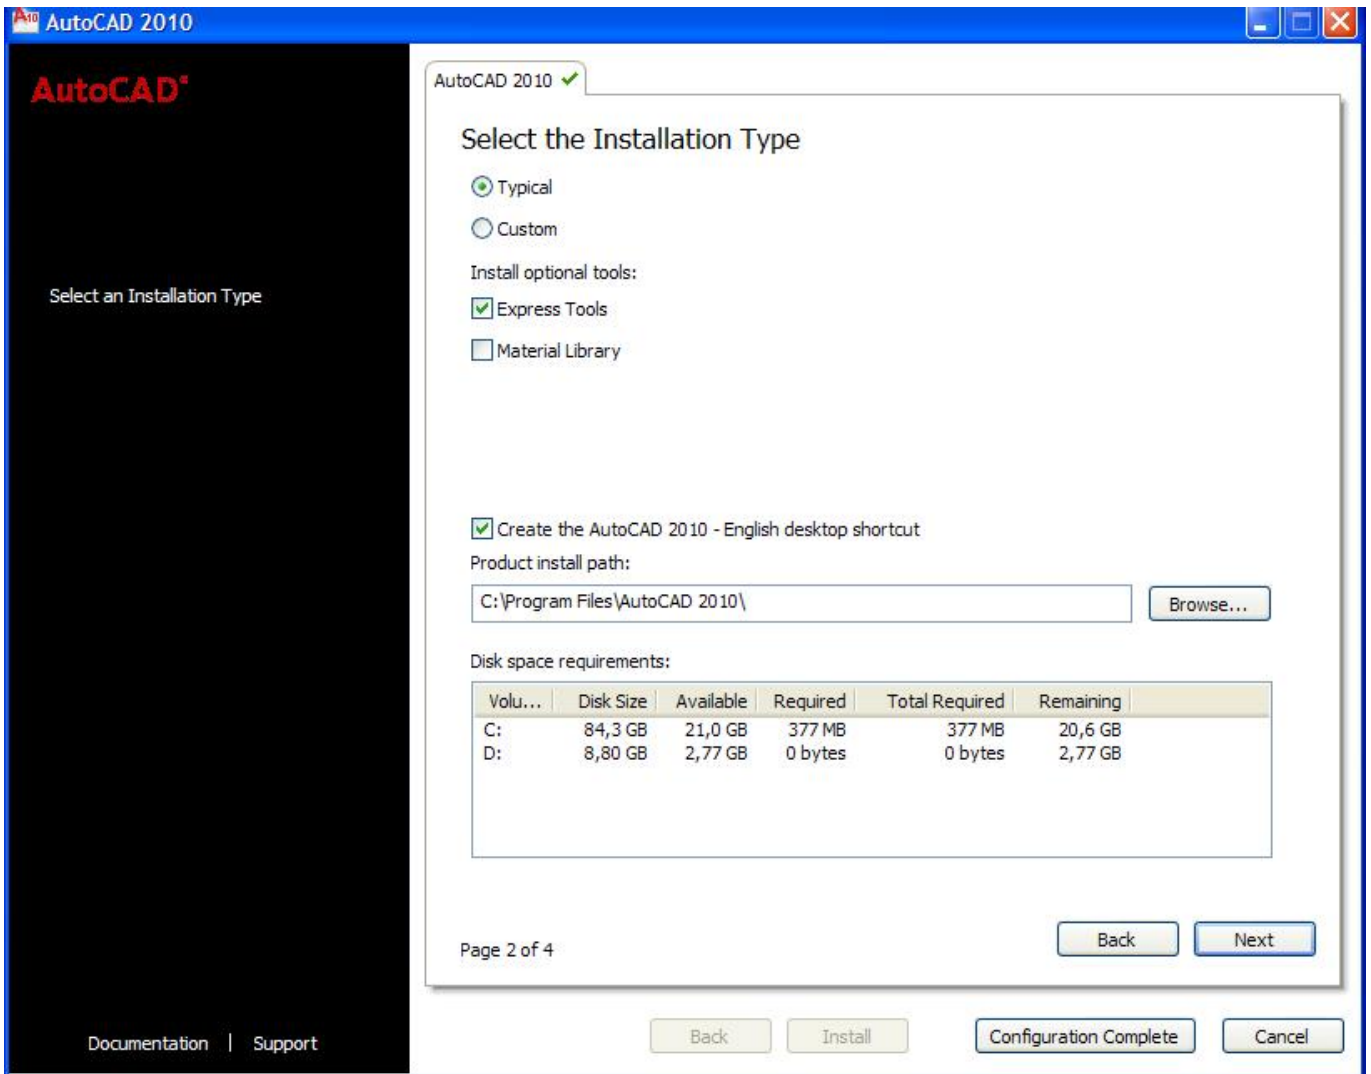 AutoCAD 2010
AutoCAD®
Select an Installation Type
Documentation | Support
AutoCAD 2010
Select the Installation Type
Typical
Custom
Install optional tools:
Express Tools
Material Library
Create the AutoCAD 2010 - English desktop shortcut
Product install path:
C:\Program Files\AutoCAD 2010\ Browse...
Disk space requirements:
Volu... Disk Size Available Required Total Required Remaining
C: 84,3 GB 21,0 GB 377 MB 377 MB 20,6 GB
D: 8,80 GB 2,77 GB 0 bytes 0 bytes 2,77 GB
Page 2 of 4 Back Next
Back Install Configuration Complete Cancel